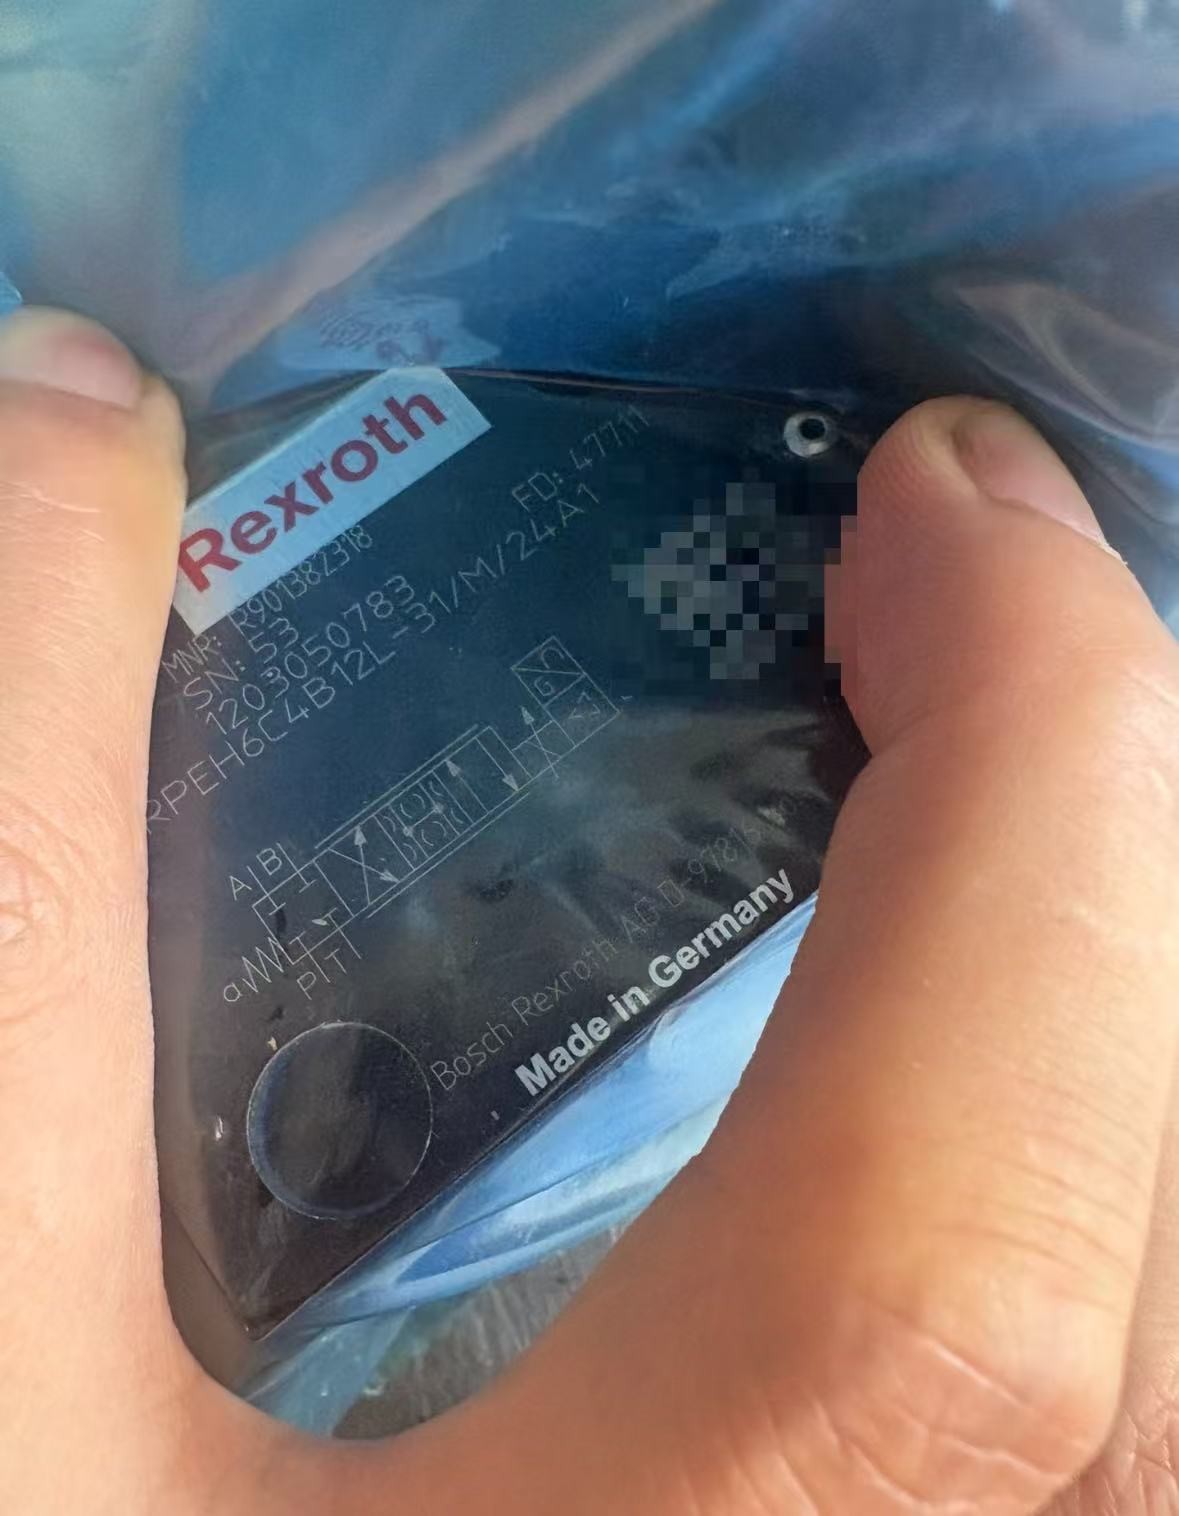 Rexroth
MNR: R901382318
FD: 47711
SN: 53
1203050783
RPEH6C4B12L-31/M/24A1
A B
G
a
P T
Bosch Rexroth AG D-97816
Made in Germany